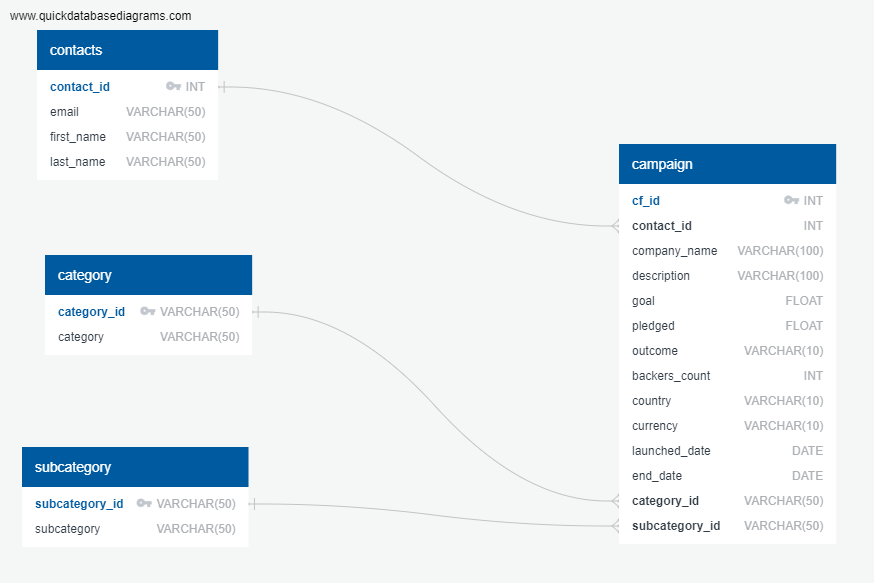 www.quickdatabasediagrams.com
contacts
contact_id INT
email VARCHAR(50)
first_name VARCHAR(50)
last_name VARCHAR(50)
category
category_id VARCHAR(50)
category VARCHAR(50)
subcategory
subcategory_id VARCHAR(50)
subcategory VARCHAR(50)
campaign
cf_id INT
contact_id INT
company_name VARCHAR(100)
description VARCHAR(100)
goal FLOAT
pledged FLOAT
outcome VARCHAR(10)
backers_count INT
country VARCHAR(10)
currency VARCHAR(10)
launched_date DATE
end_date DATE
category_id VARCHAR(50)
subcategory_id VARCHAR(50)